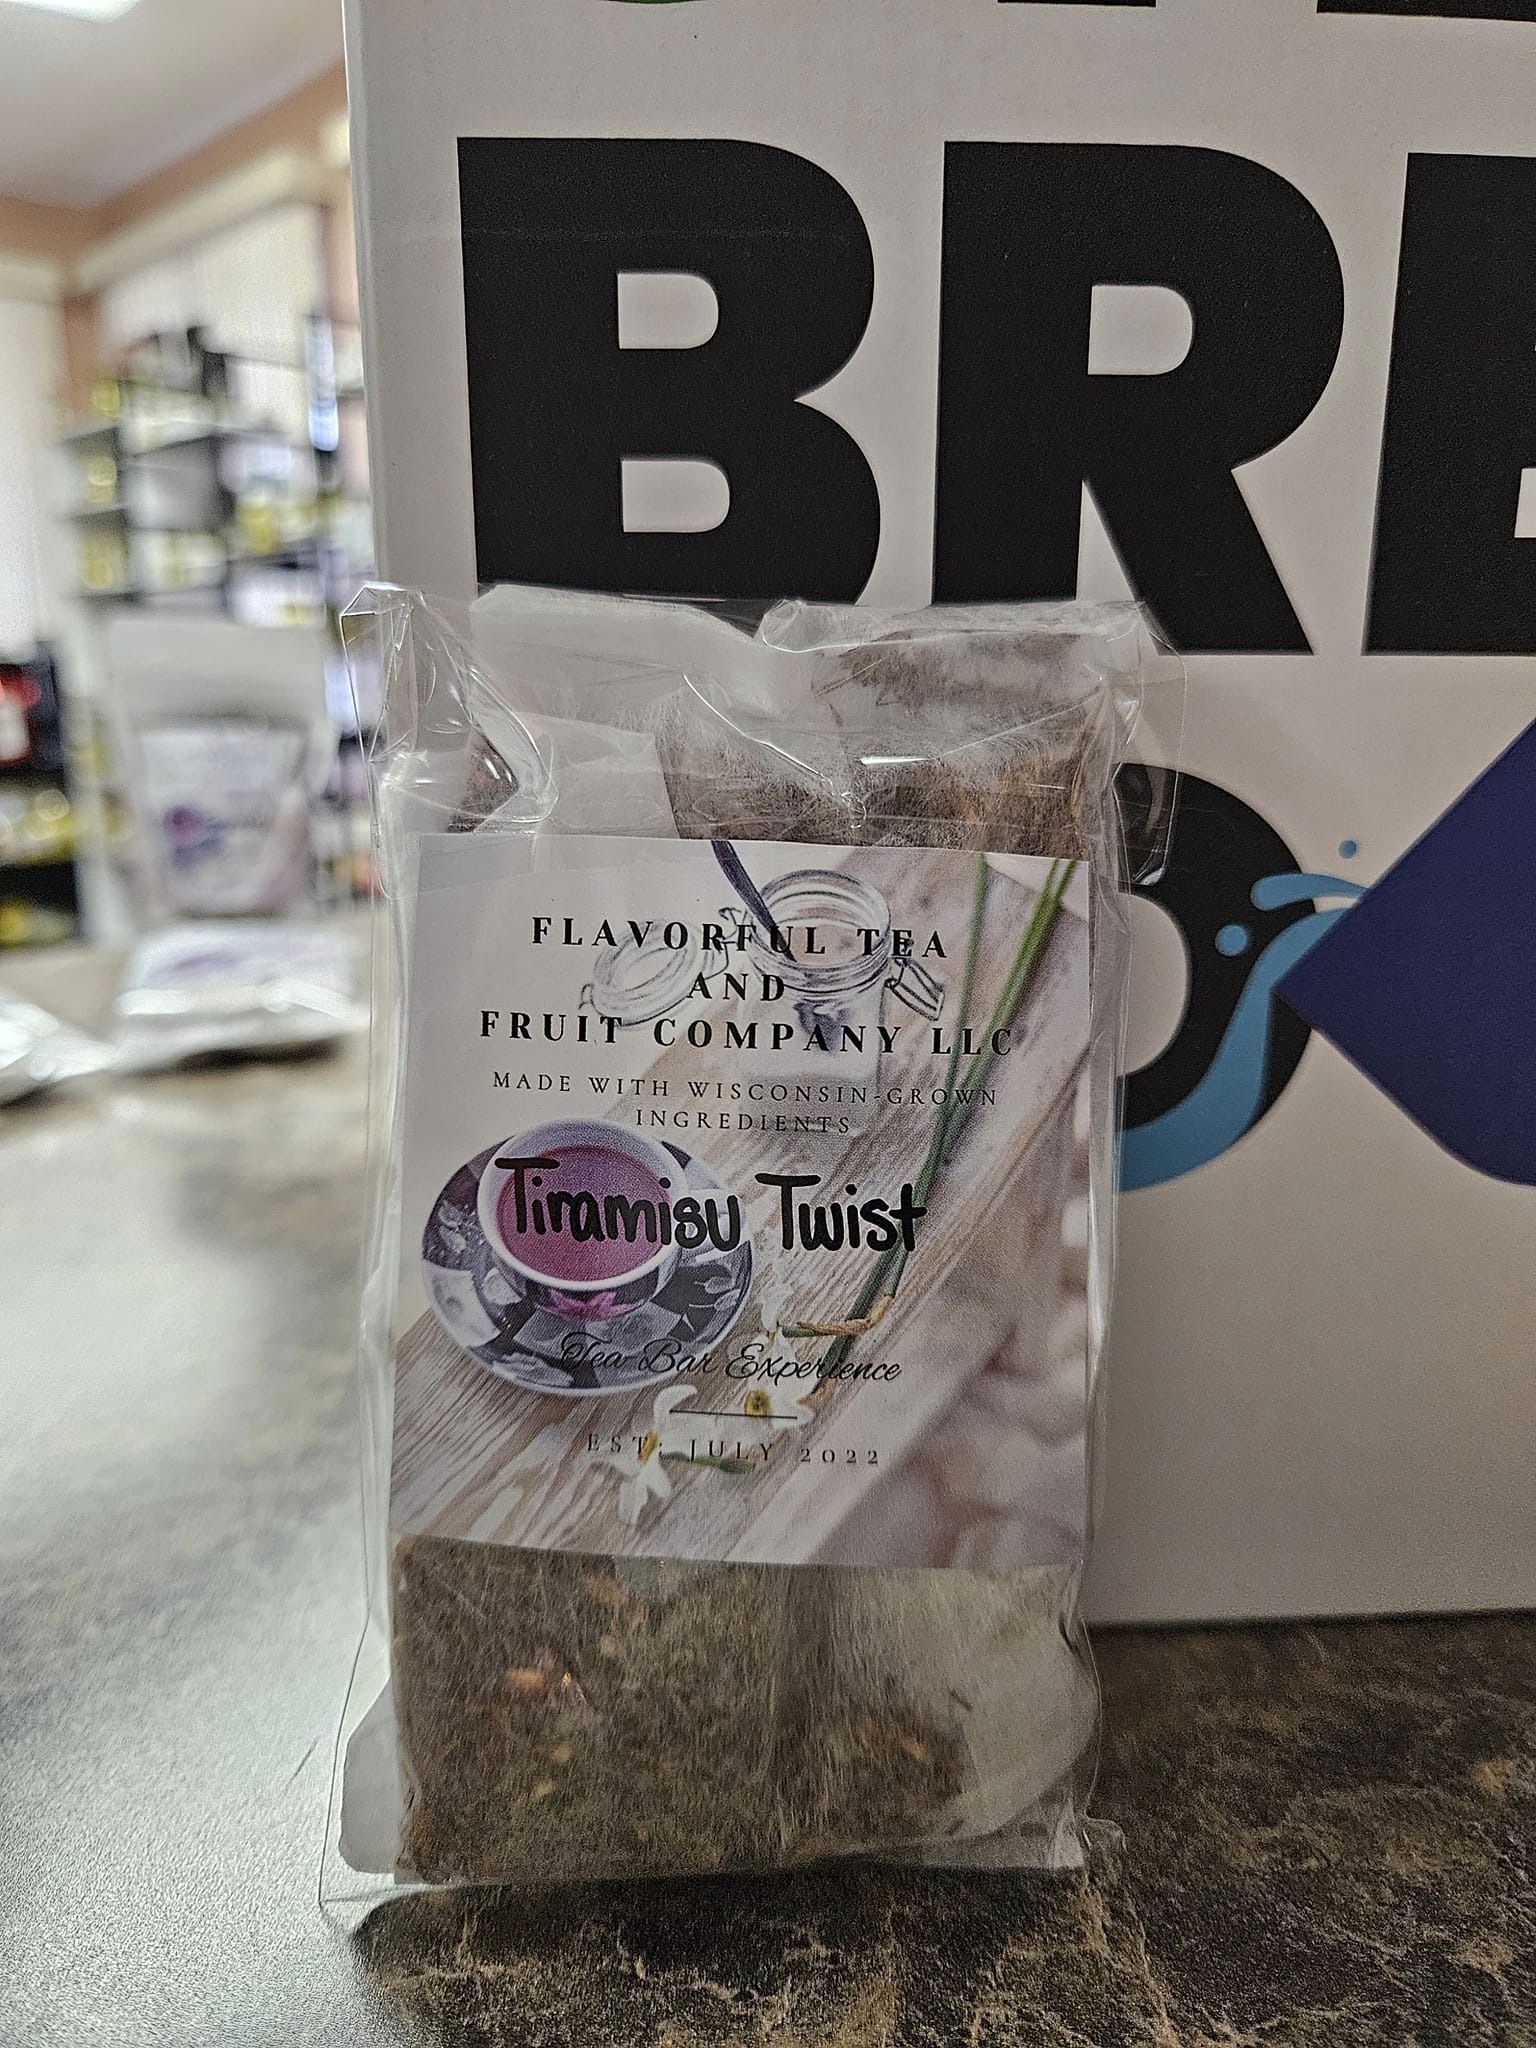 BRE
FLAVORFUL TEA
AND
FRUIT COMPANY LLC
MADE WITH WISCONSIN-GROWN
INGREDIENTS
Tiramisu Twist
Tea Bar Experience
EST: JULY 2022